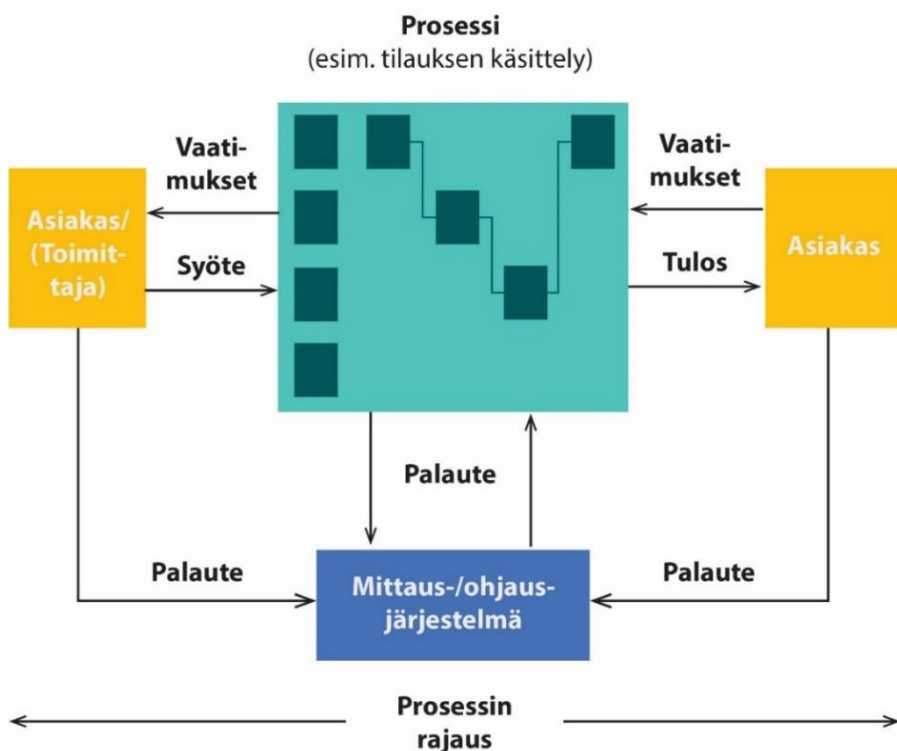 Prosessi
(esim. tilauksen käsittely)
Vaati-
mukset
Vaati-
mukset
Asiakas/
(Toimit-
taja)
Syöte
Tulos
Asiakas
Palaute
Palaute
Palaute
Mittaus-/ohjaus-
järjestelmä
Prosessin
rajaus